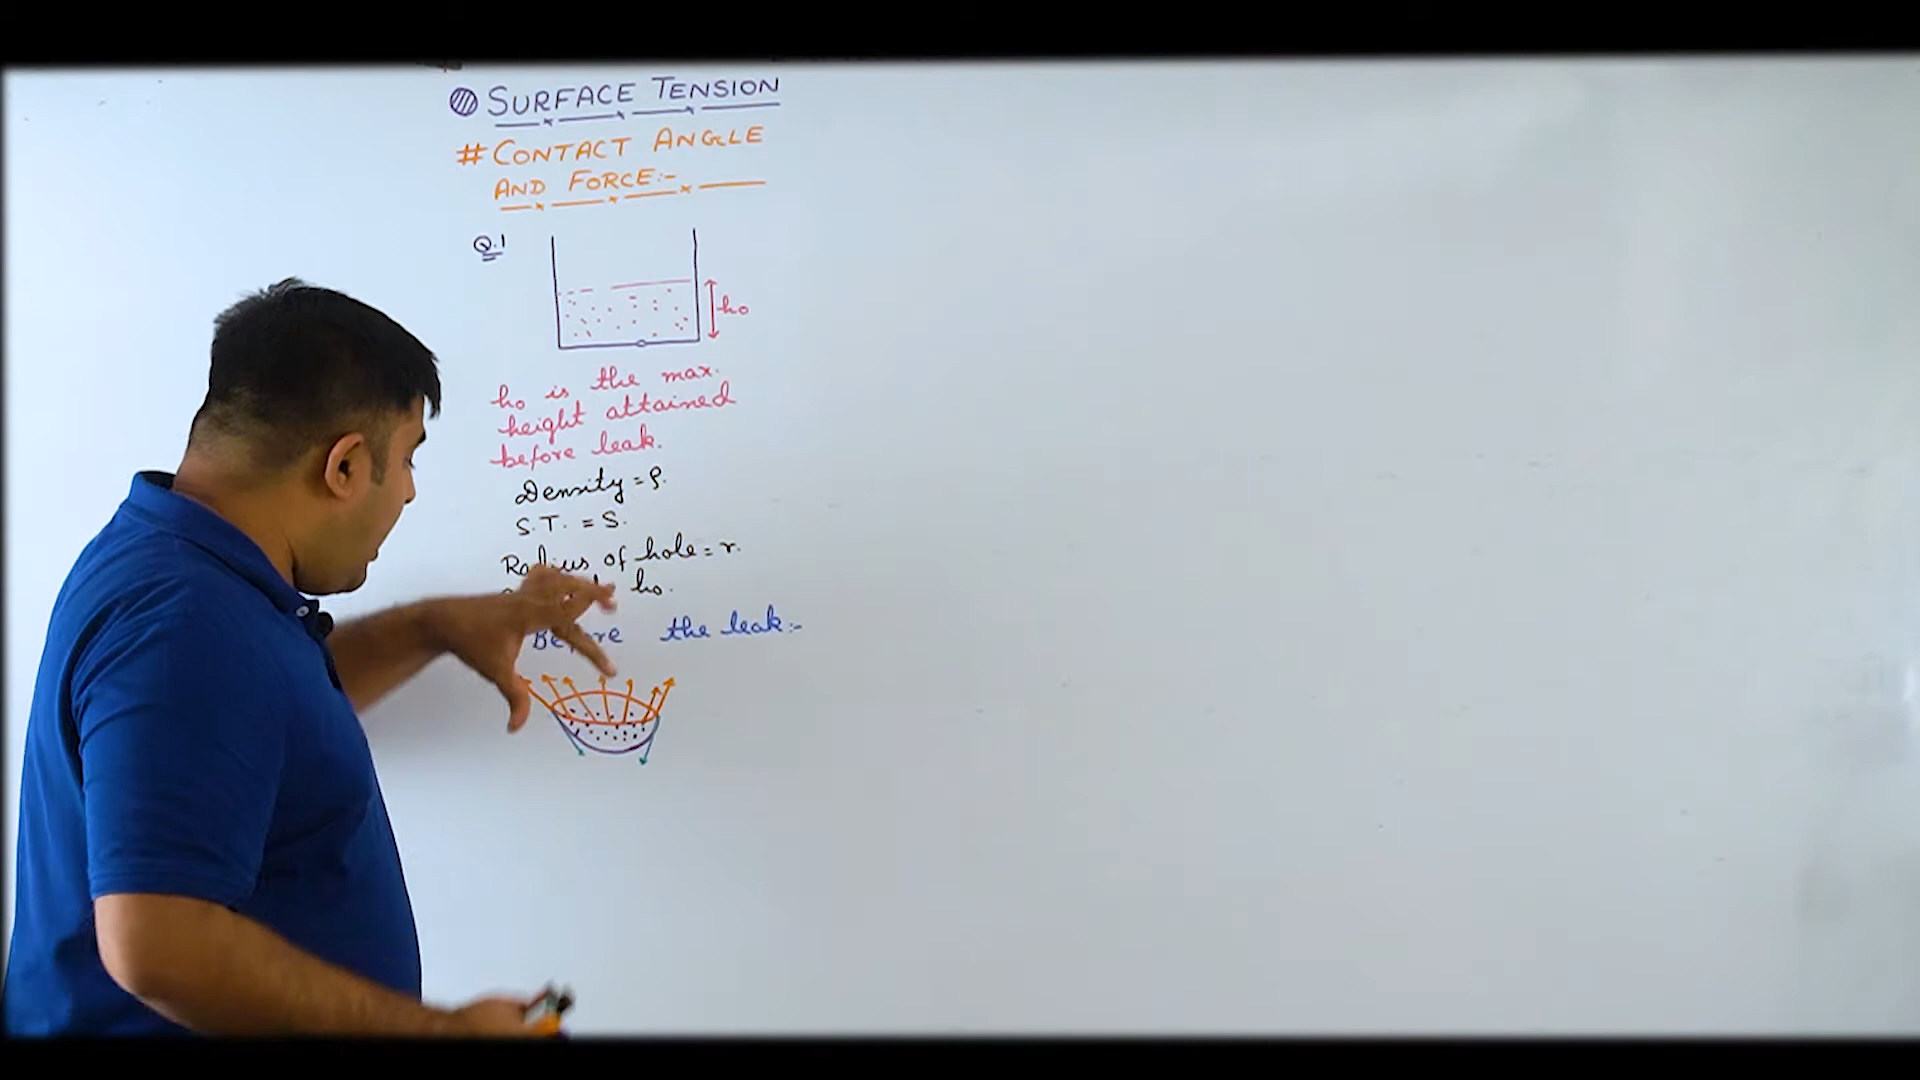 SURFACE TENSION
# CONTACT ANGLE
AND FORCE:-
Q.1
ho
ho is the max.
height attained
before leak.
Density = ρ.
S.T. = S.
Radius of hole = r.
ho.
Before the leak:-